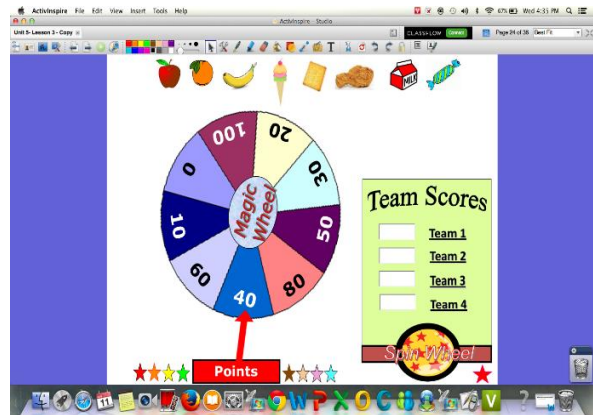 ActivInspire File Edit View Insert Tools Help
67% Wed 4:35 PM
ActivInspire - Studio
Unit 5- Lesson 3 - Copy
CLASSFLOW Connect
Page 24 of 38
Best Fit
MILK
100
20
30
50
80
40
60
10
0
Magic
Wheel
Team Scores
Team 1
Team 2
Team 3
Team 4
Spin Wheel
Points